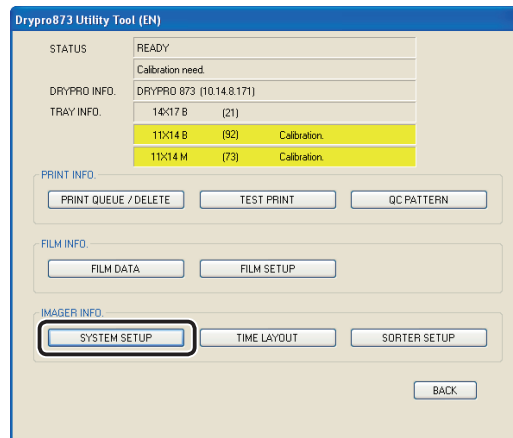 Drypro873 Utility Tool (EN)
STATUS READY
Calibration need.
DRYPRO INFO. DRYPRO 873 (10.14.8.171)
TRAY INFO. 14X17 B (21)
11X14 B (92) Calibration.
11X14 M (73) Calibration.
PRINT INFO.
PRINT QUEUE / DELETE TEST PRINT QC PATTERN
FILM INFO.
FILM DATA FILM SETUP
IMAGER INFO.
SYSTEM SETUP TIME LAYOUT SORTER SETUP
BACK